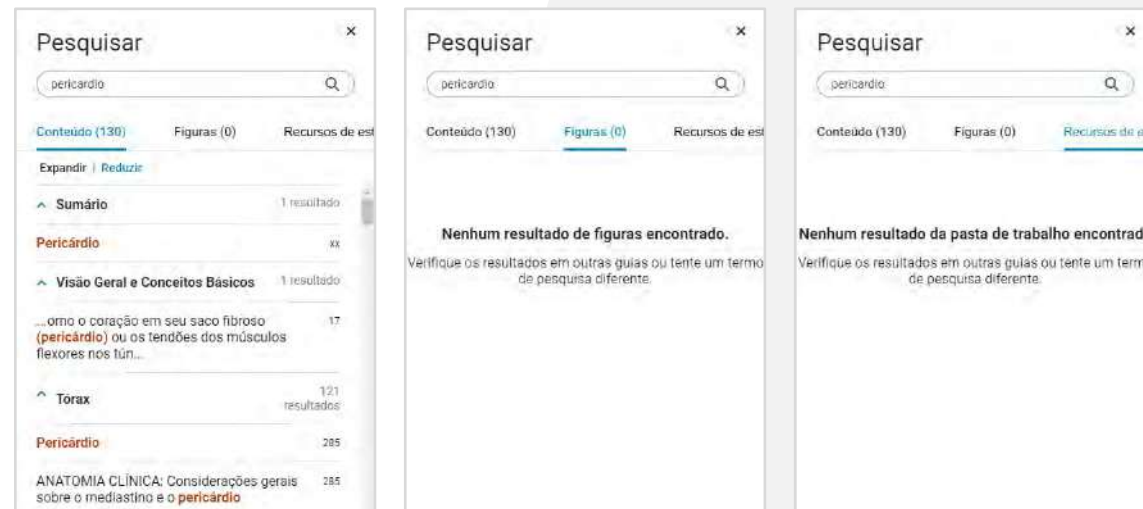 Pesquisar
×
pericardio
Conteúdo (130) Figuras (0) Recursos de est
Expandir | Reduzir
Sumário 1 resultado
Pericárdio xx
Visão Geral e Conceitos Básicos 1 resultado
...omo o coração em seu saco fibroso 17
(pericárdio) ou os tendões dos músculos
flexores nos tún...
Tórax 121
resultados
Pericárdio 285
ANATOMIA CLÍNICA: Considerações gerais 285
sobre o mediastino e o pericárdio
Pesquisar
×
pericardio
Conteúdo (130) Figuras (0) Recursos de est
Nenhum resultado de figuras encontrado.
Verifique os resultados em outras guias ou tente um termo
de pesquisa diferente.
Pesquisar
×
pericardio
Conteúdo (130) Figuras (0) Recursos de e
Nenhum resultado da pasta de trabalho encontrad
Verifique os resultados em outras guias ou tente um term
de pesquisa diferente.